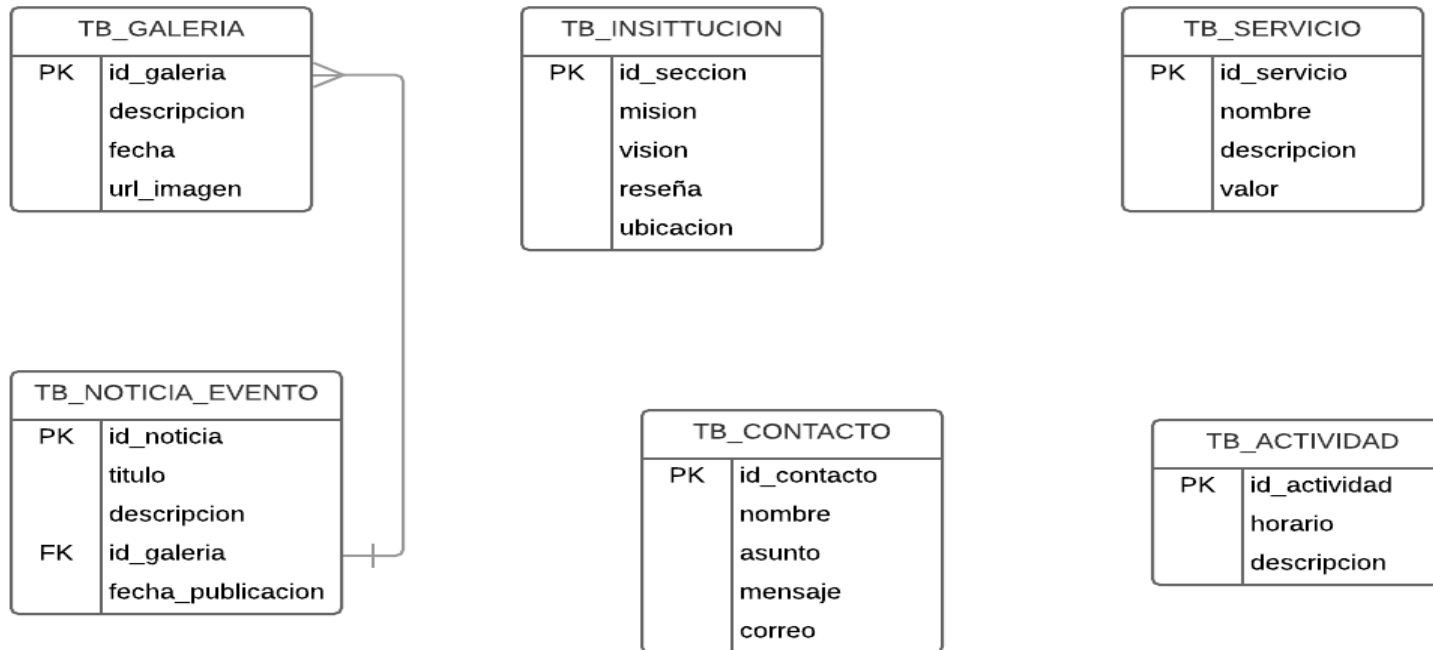 TB_GALERIA
PK id_galeria
descripcion
fecha
url_imagen
TB_INSITTUCION
PK id_seccion
mision
vision
reseña
ubicacion
TB_SERVICIO
PK id_servicio
nombre
descripcion
valor
TB_NOTICIA_EVENTO
PK id_noticia
titulo
descripcion
FK id_galeria
fecha_publicacion
TB_CONTACTO
PK id_contacto
nombre
asunto
mensaje
correo
TB_ACTIVIDAD
PK id_actividad
horario
descripcion